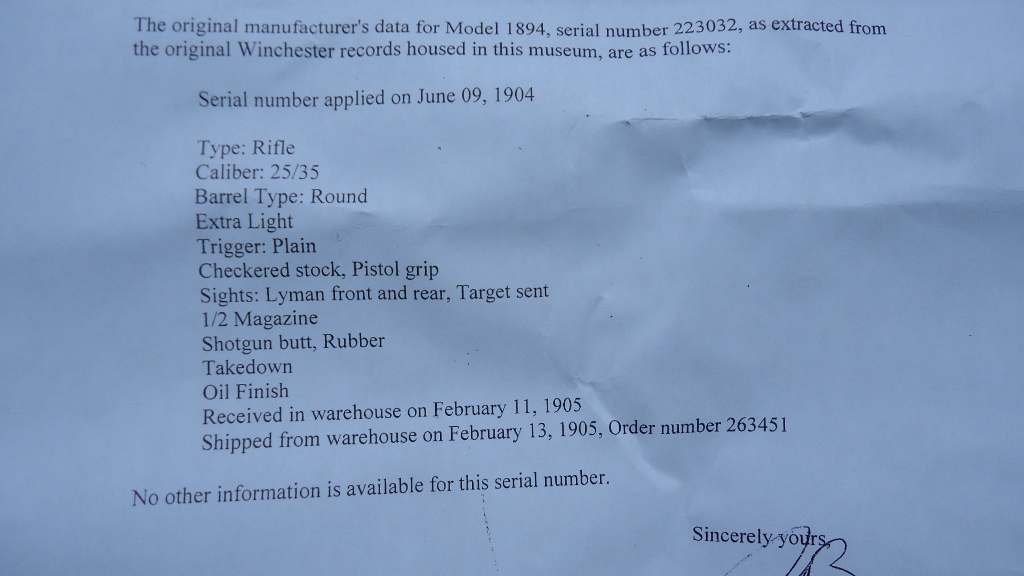 The original manufacturer's data for Model 1894, serial number 223032, as extracted from
the original Winchester records housed in this museum, are as follows:
Serial number applied on June 09, 1904
Type: Rifle
Caliber: 25/35
Barrel Type: Round
Extra Light
Trigger: Plain
Checkered stock, Pistol grip
Sights: Lyman front and rear, Target sent
1/2 Magazine
Shotgun butt, Rubber
Takedown
Oil Finish
Received in warehouse on February 11, 1905
Shipped from warehouse on February 13, 1905, Order number 263451
No other information is available for this serial number.
Sincerely yours,